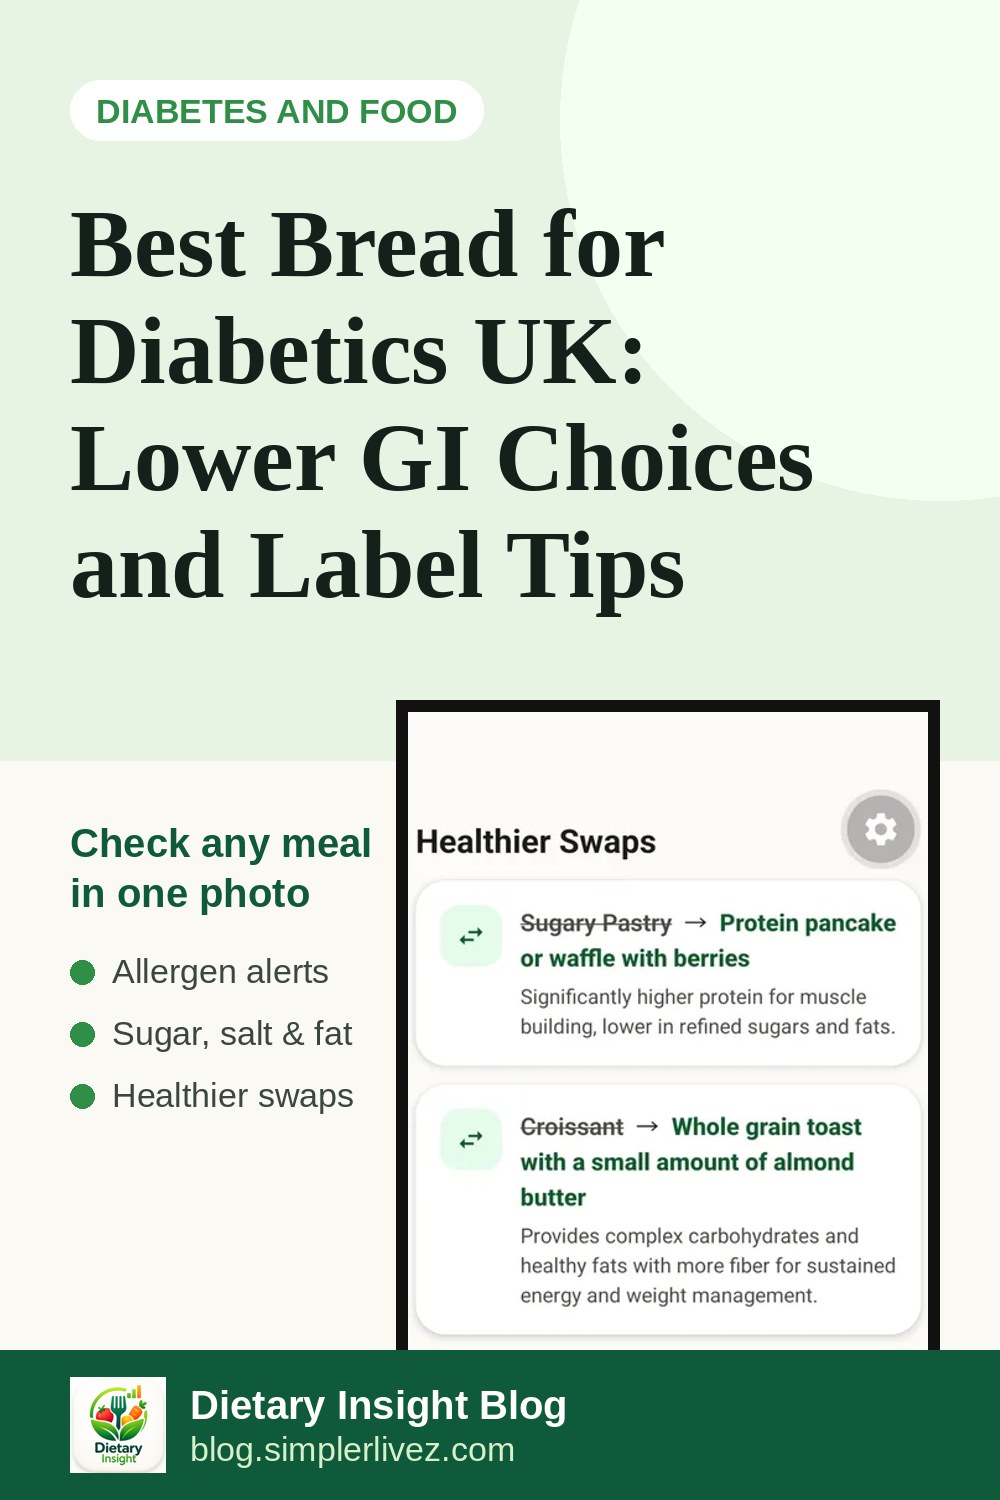 DIABETES AND FOOD
Best Bread for
Diabetics UK:
Lower GI Choices
and Label Tips
Check any meal
in one photo
Allergen alerts
Sugar, salt & fat
Healthier swaps
Healthier Swaps
Sugary Pastry → Protein pancake
or waffle with berries
Significantly higher protein for muscle
building, lower in refined sugars and fats.
Croissant → Whole grain toast
with a small amount of almond
butter
Provides complex carbohydrates and
healthy fats with more fiber for sustained
energy and weight management.
Dietary
Insight
Dietary Insight Blog
blog.simplerlivez.com